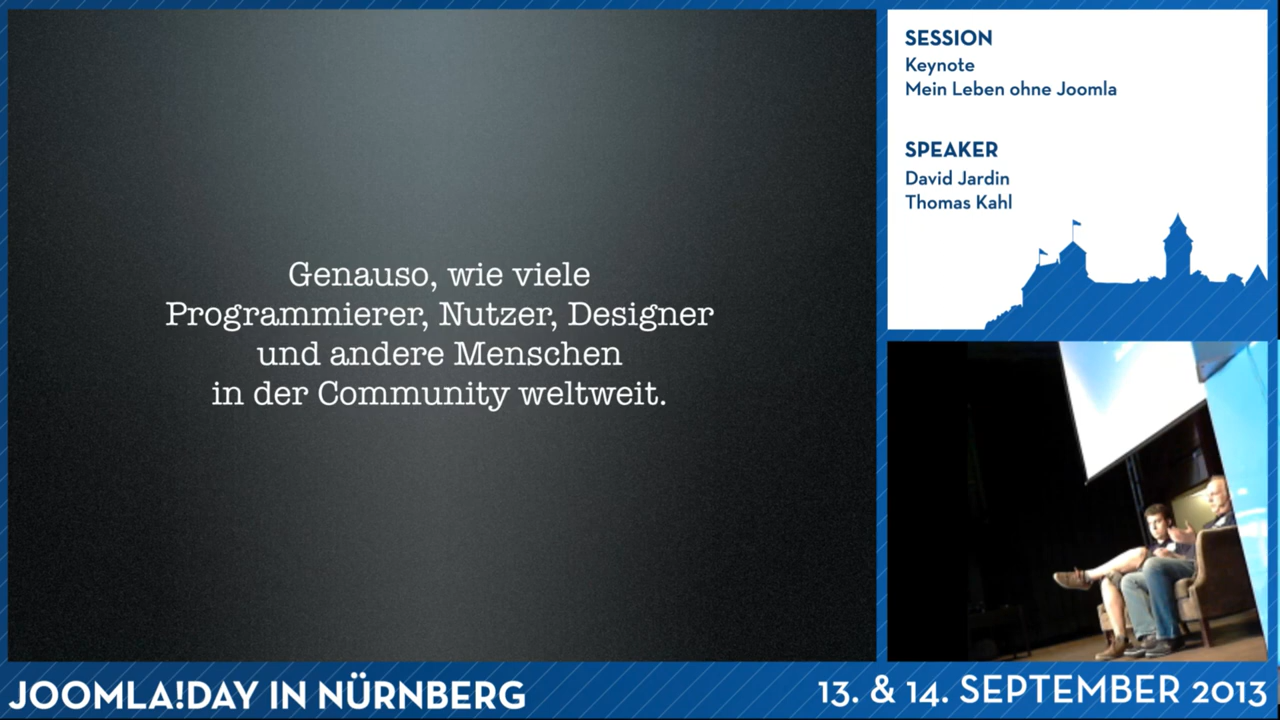 Genauso, wie viele
Programmierer, Nutzer, Designer
und andere Menschen
in der Community weltweit.
SESSION
Keynote
Mein Leben ohne Joomla
SPEAKER
David Jardin
Thomas Kahl
JOOMLA!DAY IN NÜRNBERG
13. & 14. SEPTEMBER 2013